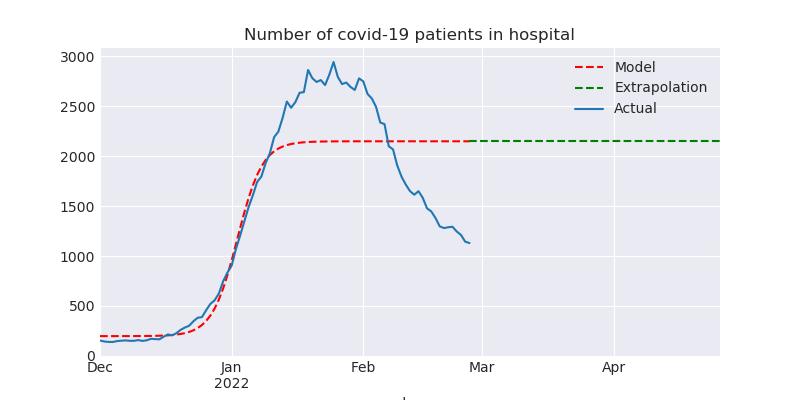 Number of covid-19 patients in hospital
3000
2500
2000
1500
1000
500
0
Model
Extrapolation
Actual
Dec
Jan
2022
Feb
Mar
Apr